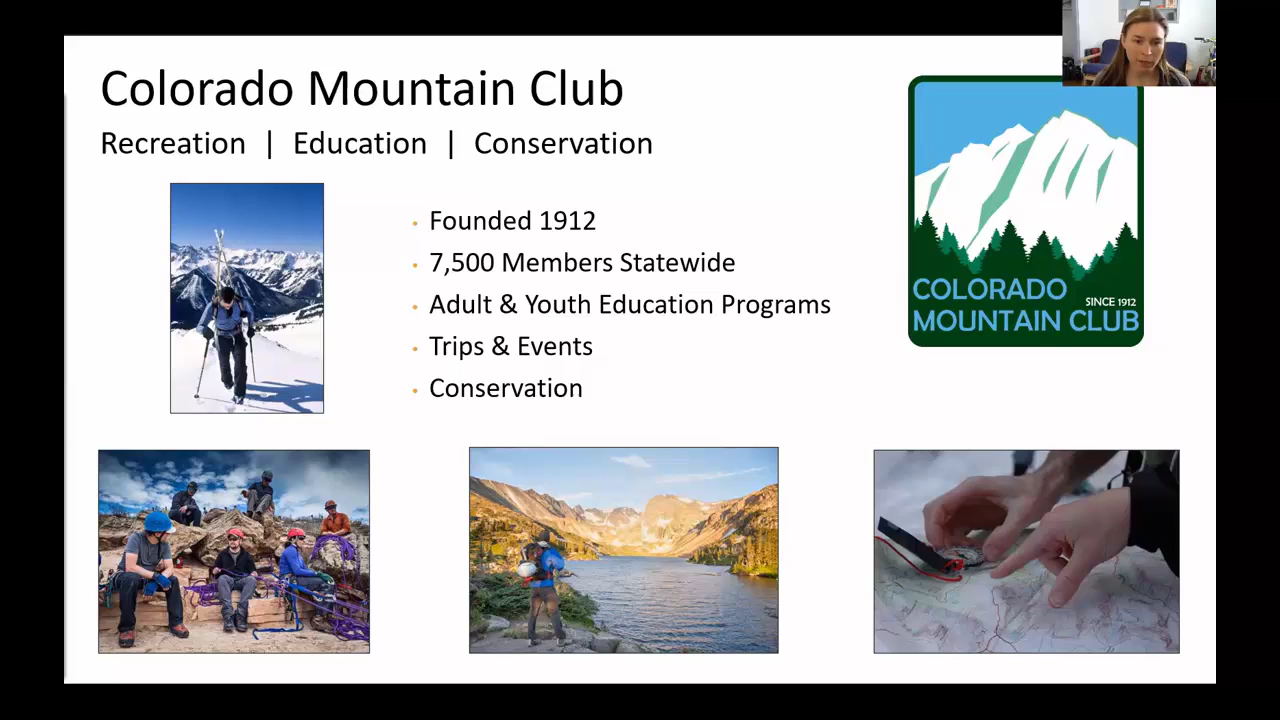 Colorado Mountain Club
Recreation | Education | Conservation
• Founded 1912
• 7,500 Members Statewide
• Adult & Youth Education Programs
• Trips & Events
• Conservation
COLORADO
SINCE 1912
MOUNTAIN CLUB